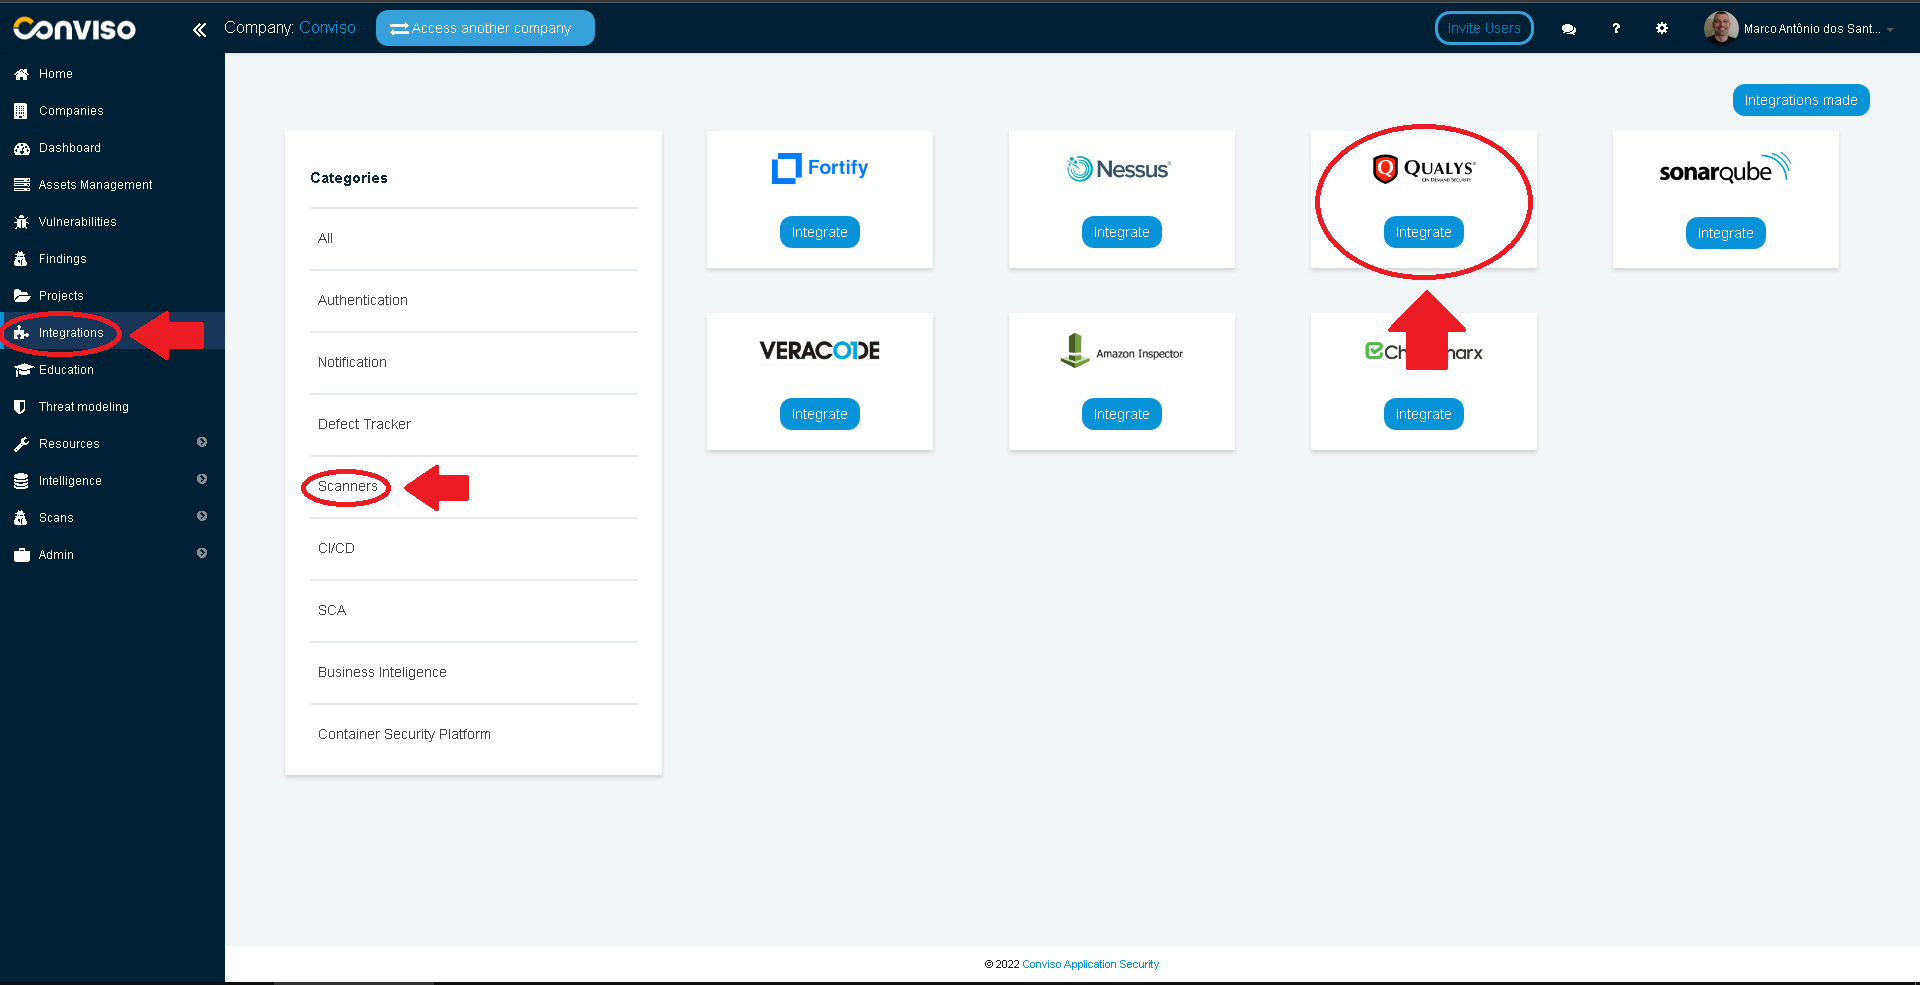 Conviso
Company: Conviso
Access another company
Invite Users
?
Marco Antônio dos Sant...
Home
Companies
Dashboard
Assets Management
Vulnerabilities
Findings
Projects
Integrations
Education
Threat modeling
Resources
Intelligence
Scans
Admin
Integrations made
Categories
All
Authentication
Notification
Defect Tracker
Scanners
CI/CD
SCA
Business Inteligence
Container Security Platform
Fortify
Integrate
Nessus
Integrate
QUALYS
ON DEMAND SECURITY
Integrate
sonarqube
Integrate
VERACODE
Integrate
Amazon Inspector
Integrate
Integrate
© 2022 Conviso Application Security